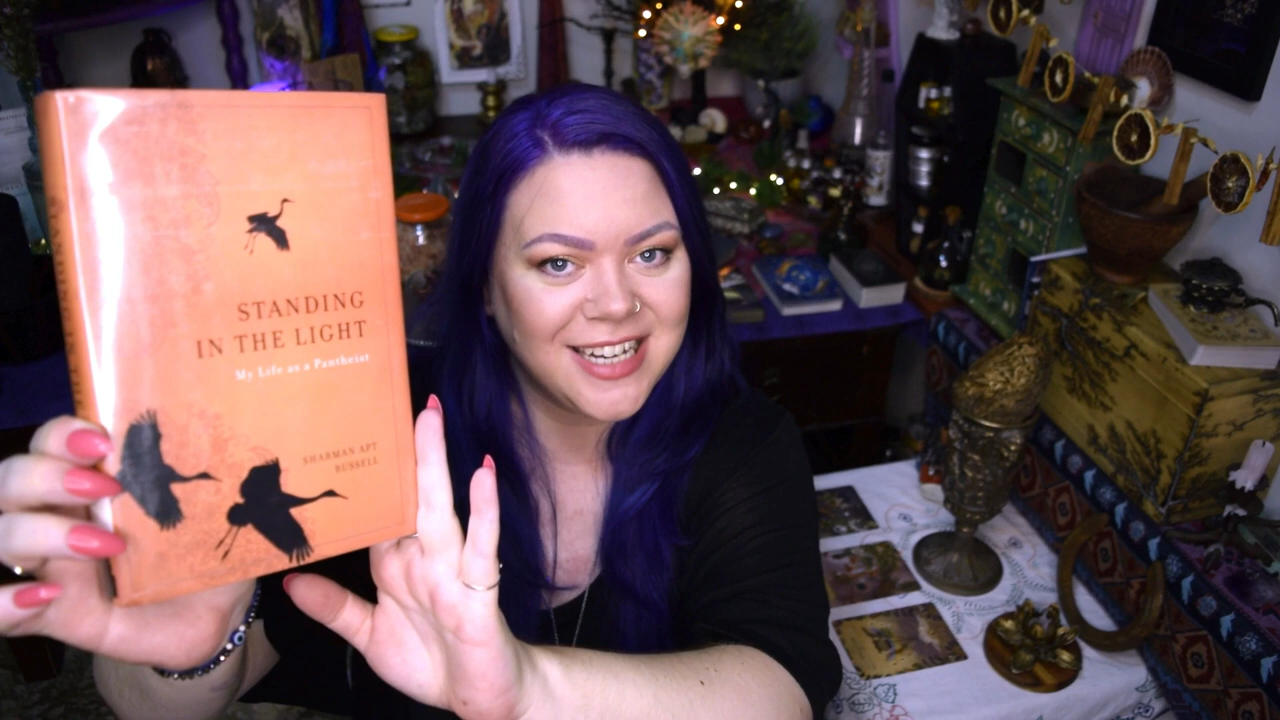 STANDING
IN THE LIGHT
My Life as a Pantheist
SHARMAN APT
RUSSELL